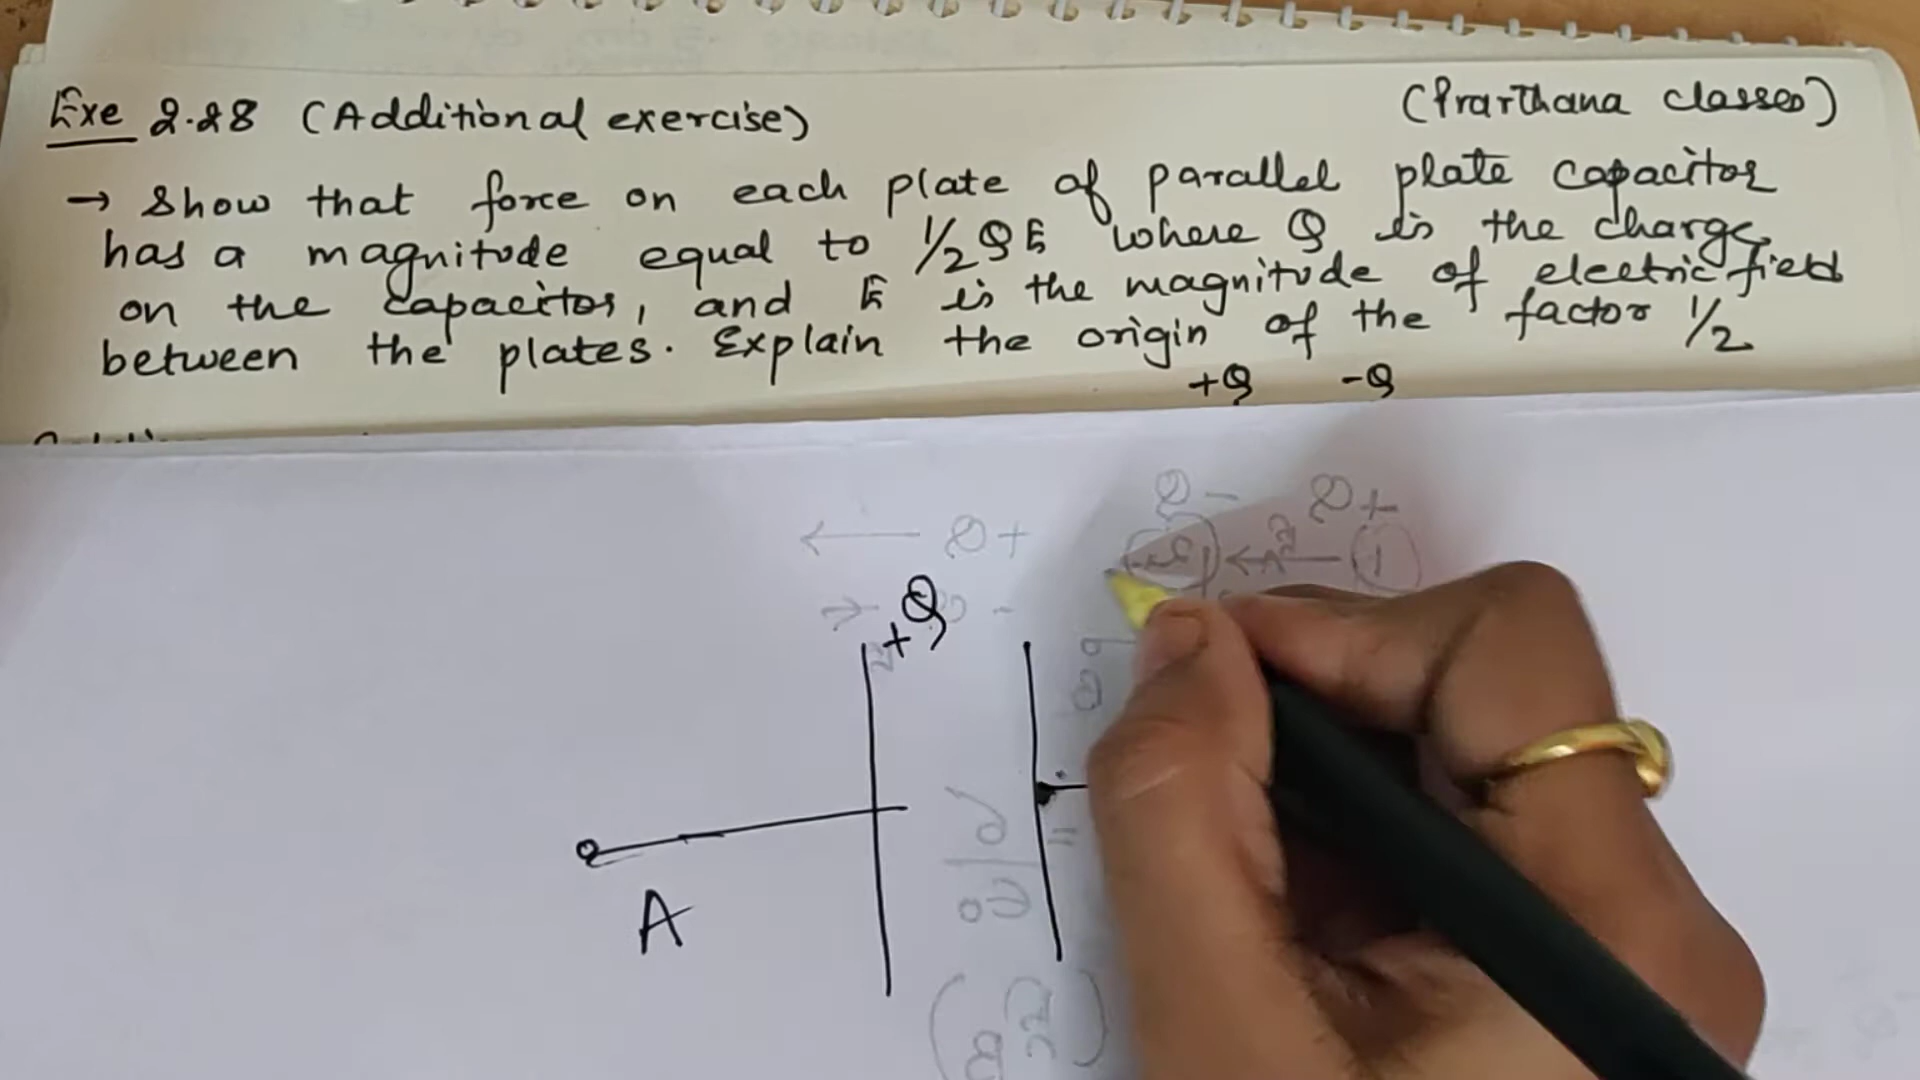 Exe 2.28 (Additional exercise) (Prarthana classes)
→ Show that force on each plate of parallel plate capacitor
has a magnitude equal to 1/2 QE where Q is the charge
on the capacitor, and E is the magnitude of electric field
between the plates. Explain the origin of the factor 1/2
+Q -Q
+Q
A